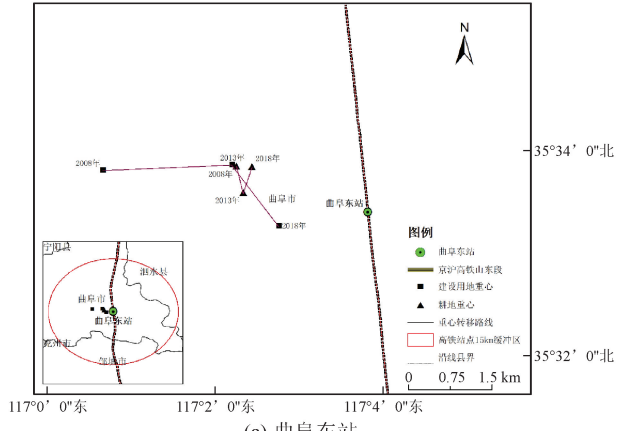 2008年
2013年
2018年
2008年
2013年
曲阜市
2018年
曲阜东站
35°34′0″北
35°32′0″北
图例
曲阜东站
京沪高铁山东段
建设用地重心
耕地重心
重心转移路线
高铁站点15km缓冲区
沿线县界
0 0.75 1.5 km
宁阳县
泗水县
曲阜市
曲阜东站
兖州市
邹城市
117°0′0″东
117°2′0″东
117°4′0″东
N
(a) 曲阜东站